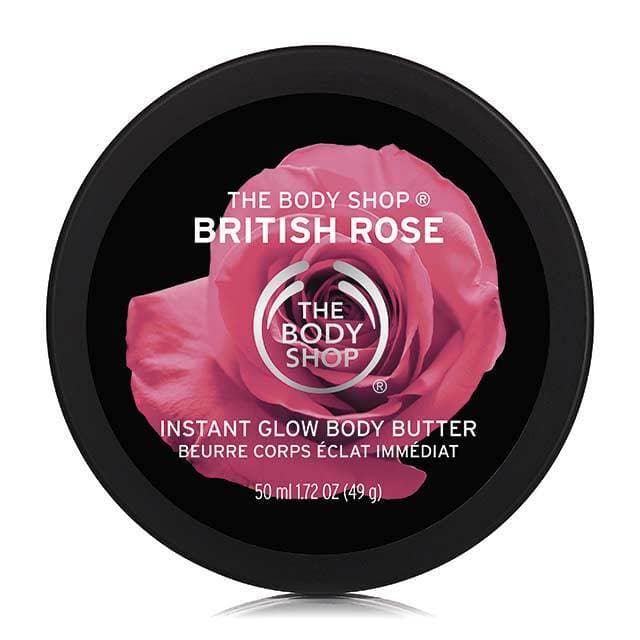 THE BODY SHOP ®
BRITISH ROSE
THE
BODY
SHOP
®
INSTANT GLOW BODY BUTTER
BEURRE CORPS ÉCLAT IMMÉDIAT
50 ml 1.72 OZ (49 g)